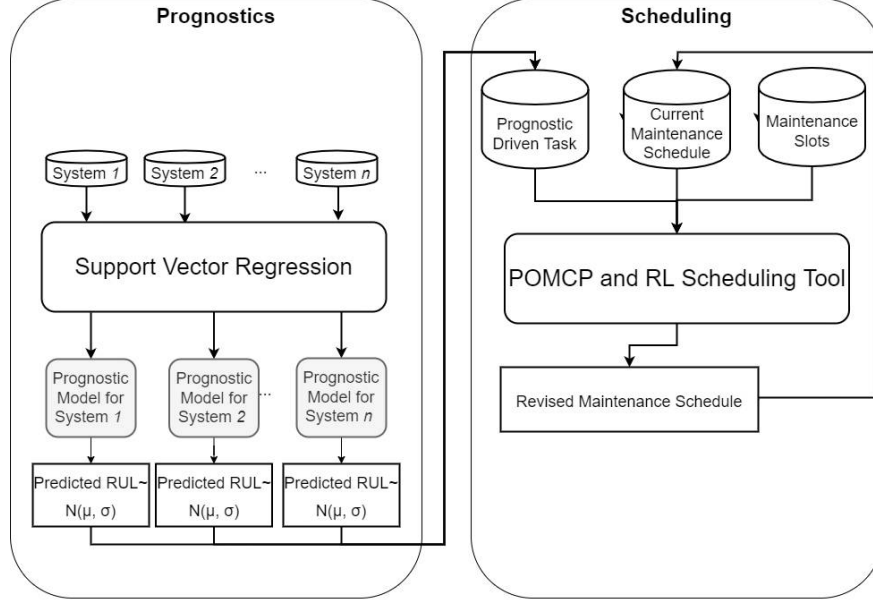 Prognostics
System 1
System 2
...
System n
Support Vector Regression
Prognostic
Model for
System 1
Prognostic
Model for
System 2
...
Prognostic
Model for
System n
Predicted RUL~
N(μ, σ)
Predicted RUL~
N(μ, σ)
Predicted RUL~
N(μ, σ)
Scheduling
Prognostic
Driven Task
Current
Maintenance
Schedule
Maintenance
Slots
POMCP and RL Scheduling Tool
Revised Maintenance Schedule